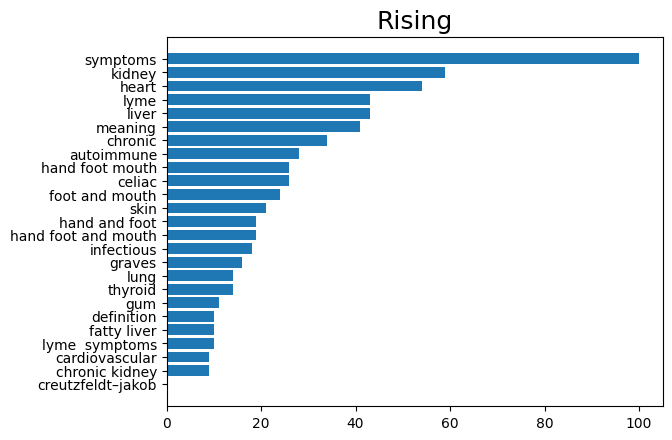 Rising
symptoms
kidney
heart
lyme
liver
meaning
chronic
autoimmune
hand foot mouth
celiac
foot and mouth
skin
hand and foot
hand foot and mouth
infectious
graves
lung
thyroid
gum
definition
fatty liver
lyme  symptoms
cardiovascular
chronic kidney
creutzfeldt–jakob
0 20 40 60 80 100